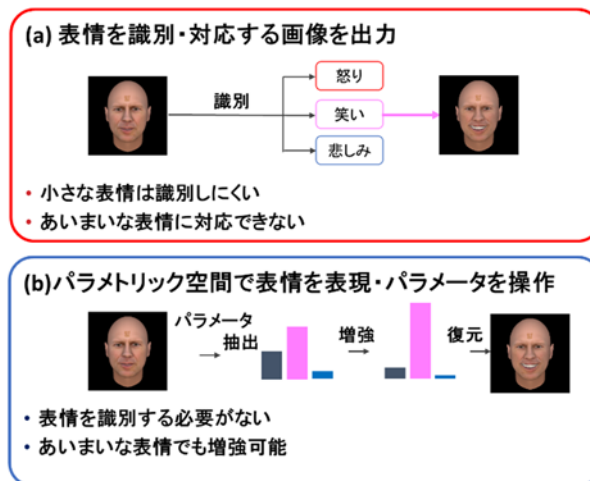 (a) 表情を識別・対応する画像を出力
怒り
識別
笑い
悲しみ
• 小さな表情は識別しにくい
• あいまいな表情に対応できない
(b)パラメトリック空間で表情を表現・パラメータを操作
パラメータ
抽出
増強
復元
• 表情を識別する必要がない
• あいまいな表情でも増強可能